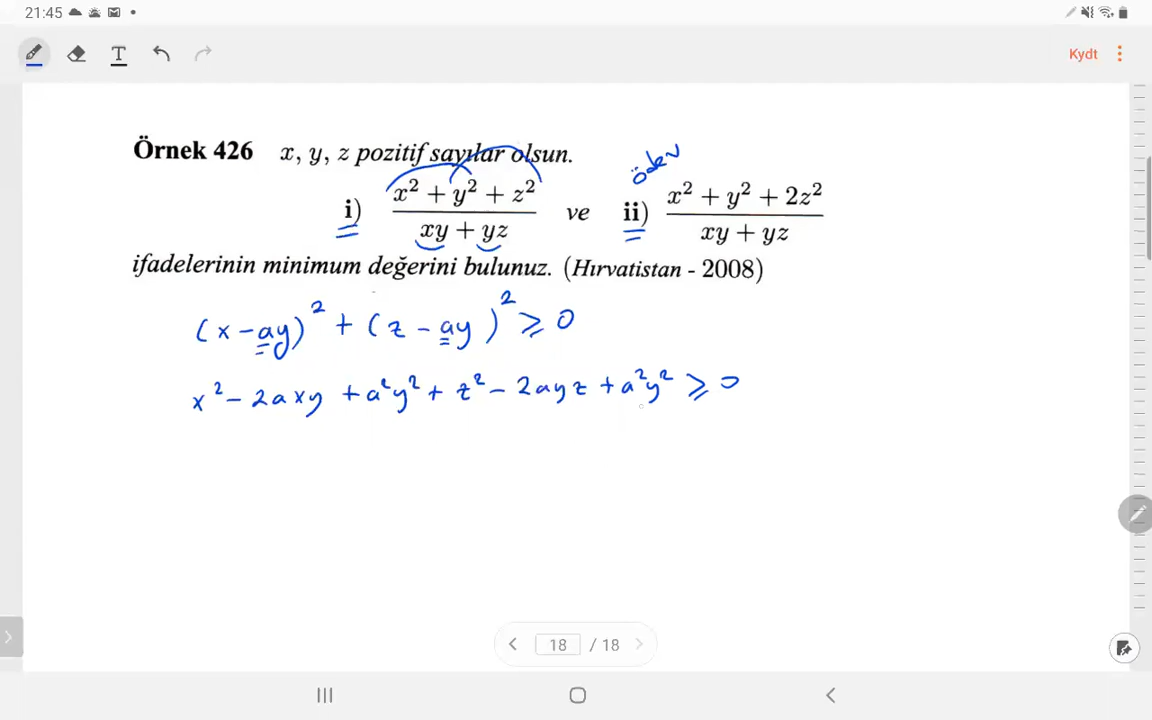 21:45
T
Kydt
ödev
Örnek 426 x, y, z pozitif sayılar olsun.
i) x² + y² + z² / xy + yz ve ii) x² + y² + 2z² / xy + yz
ifadelerinin minimum değerini bulunuz. (Hırvatistan - 2008)
(x - ay)² + (z - ay)² ≥ 0
x² - 2axy + a²y² + z² - 2ayz + a²y² ≥ 0
18 / 18